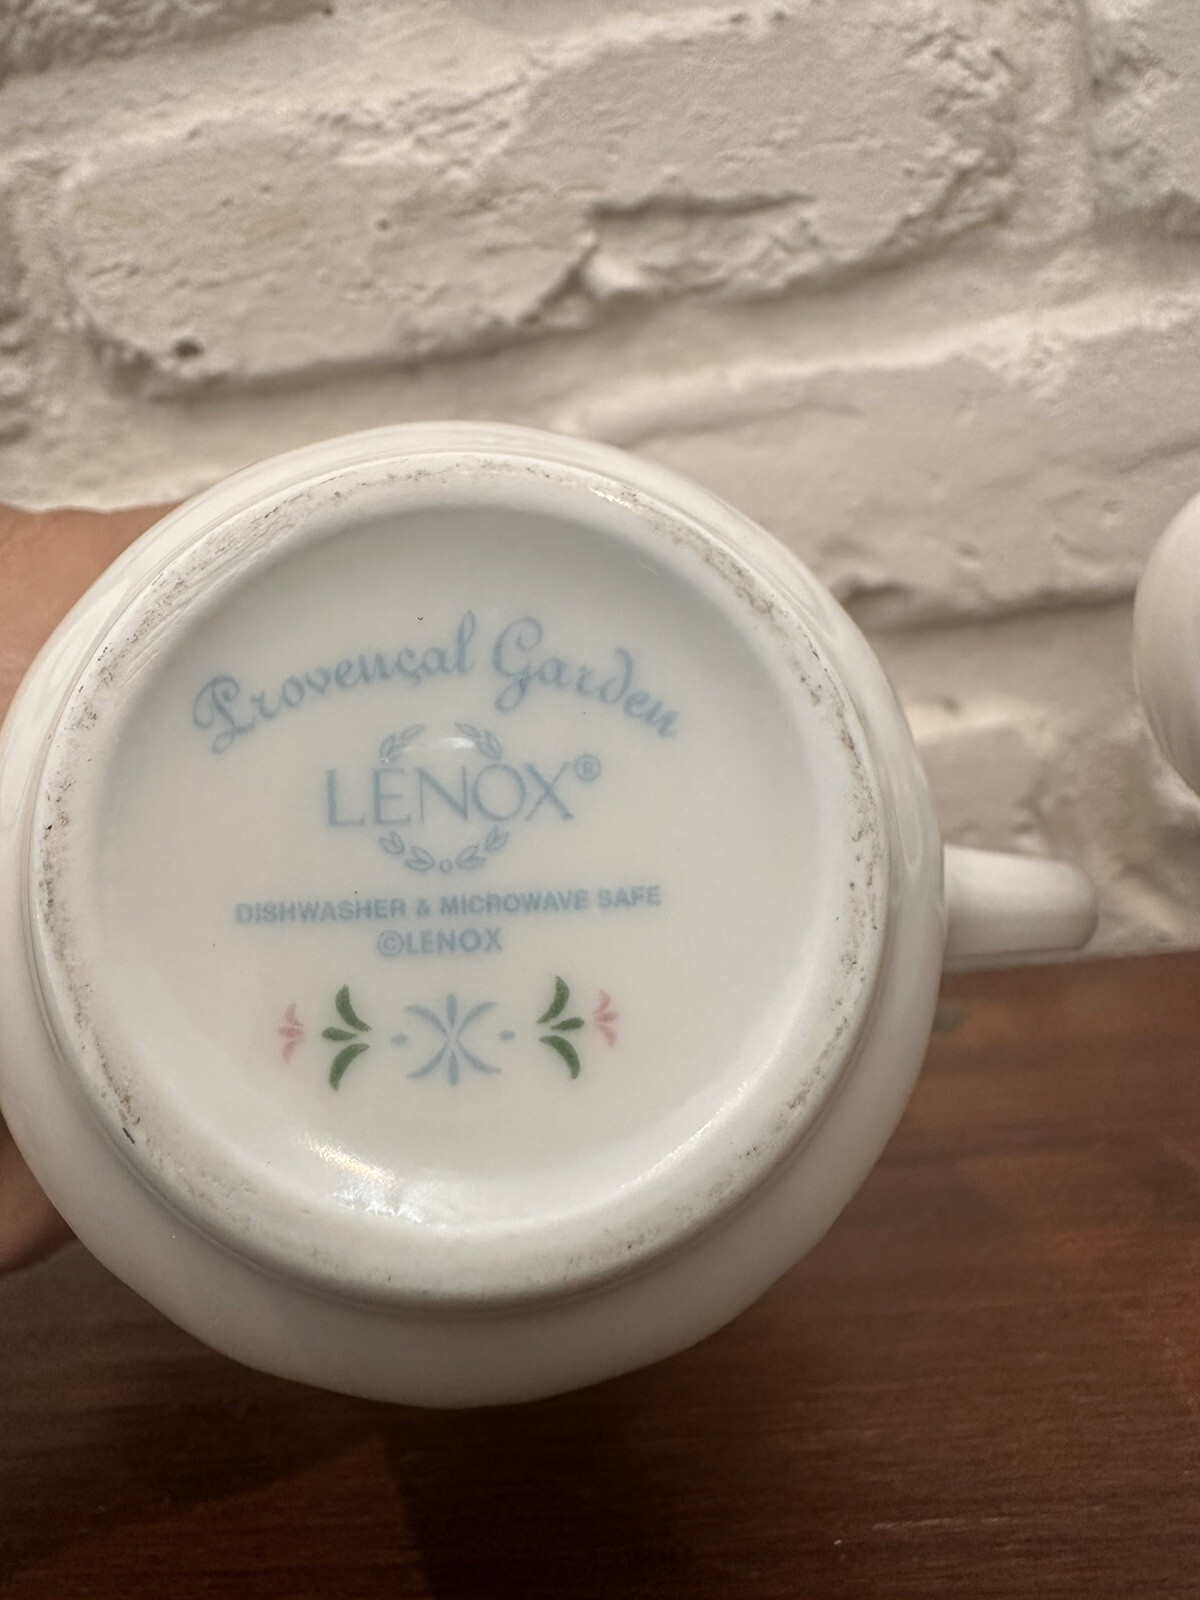 Provençal Garden
LENOX®
DISHWASHER & MICROWAVE SAFE
©LENOX